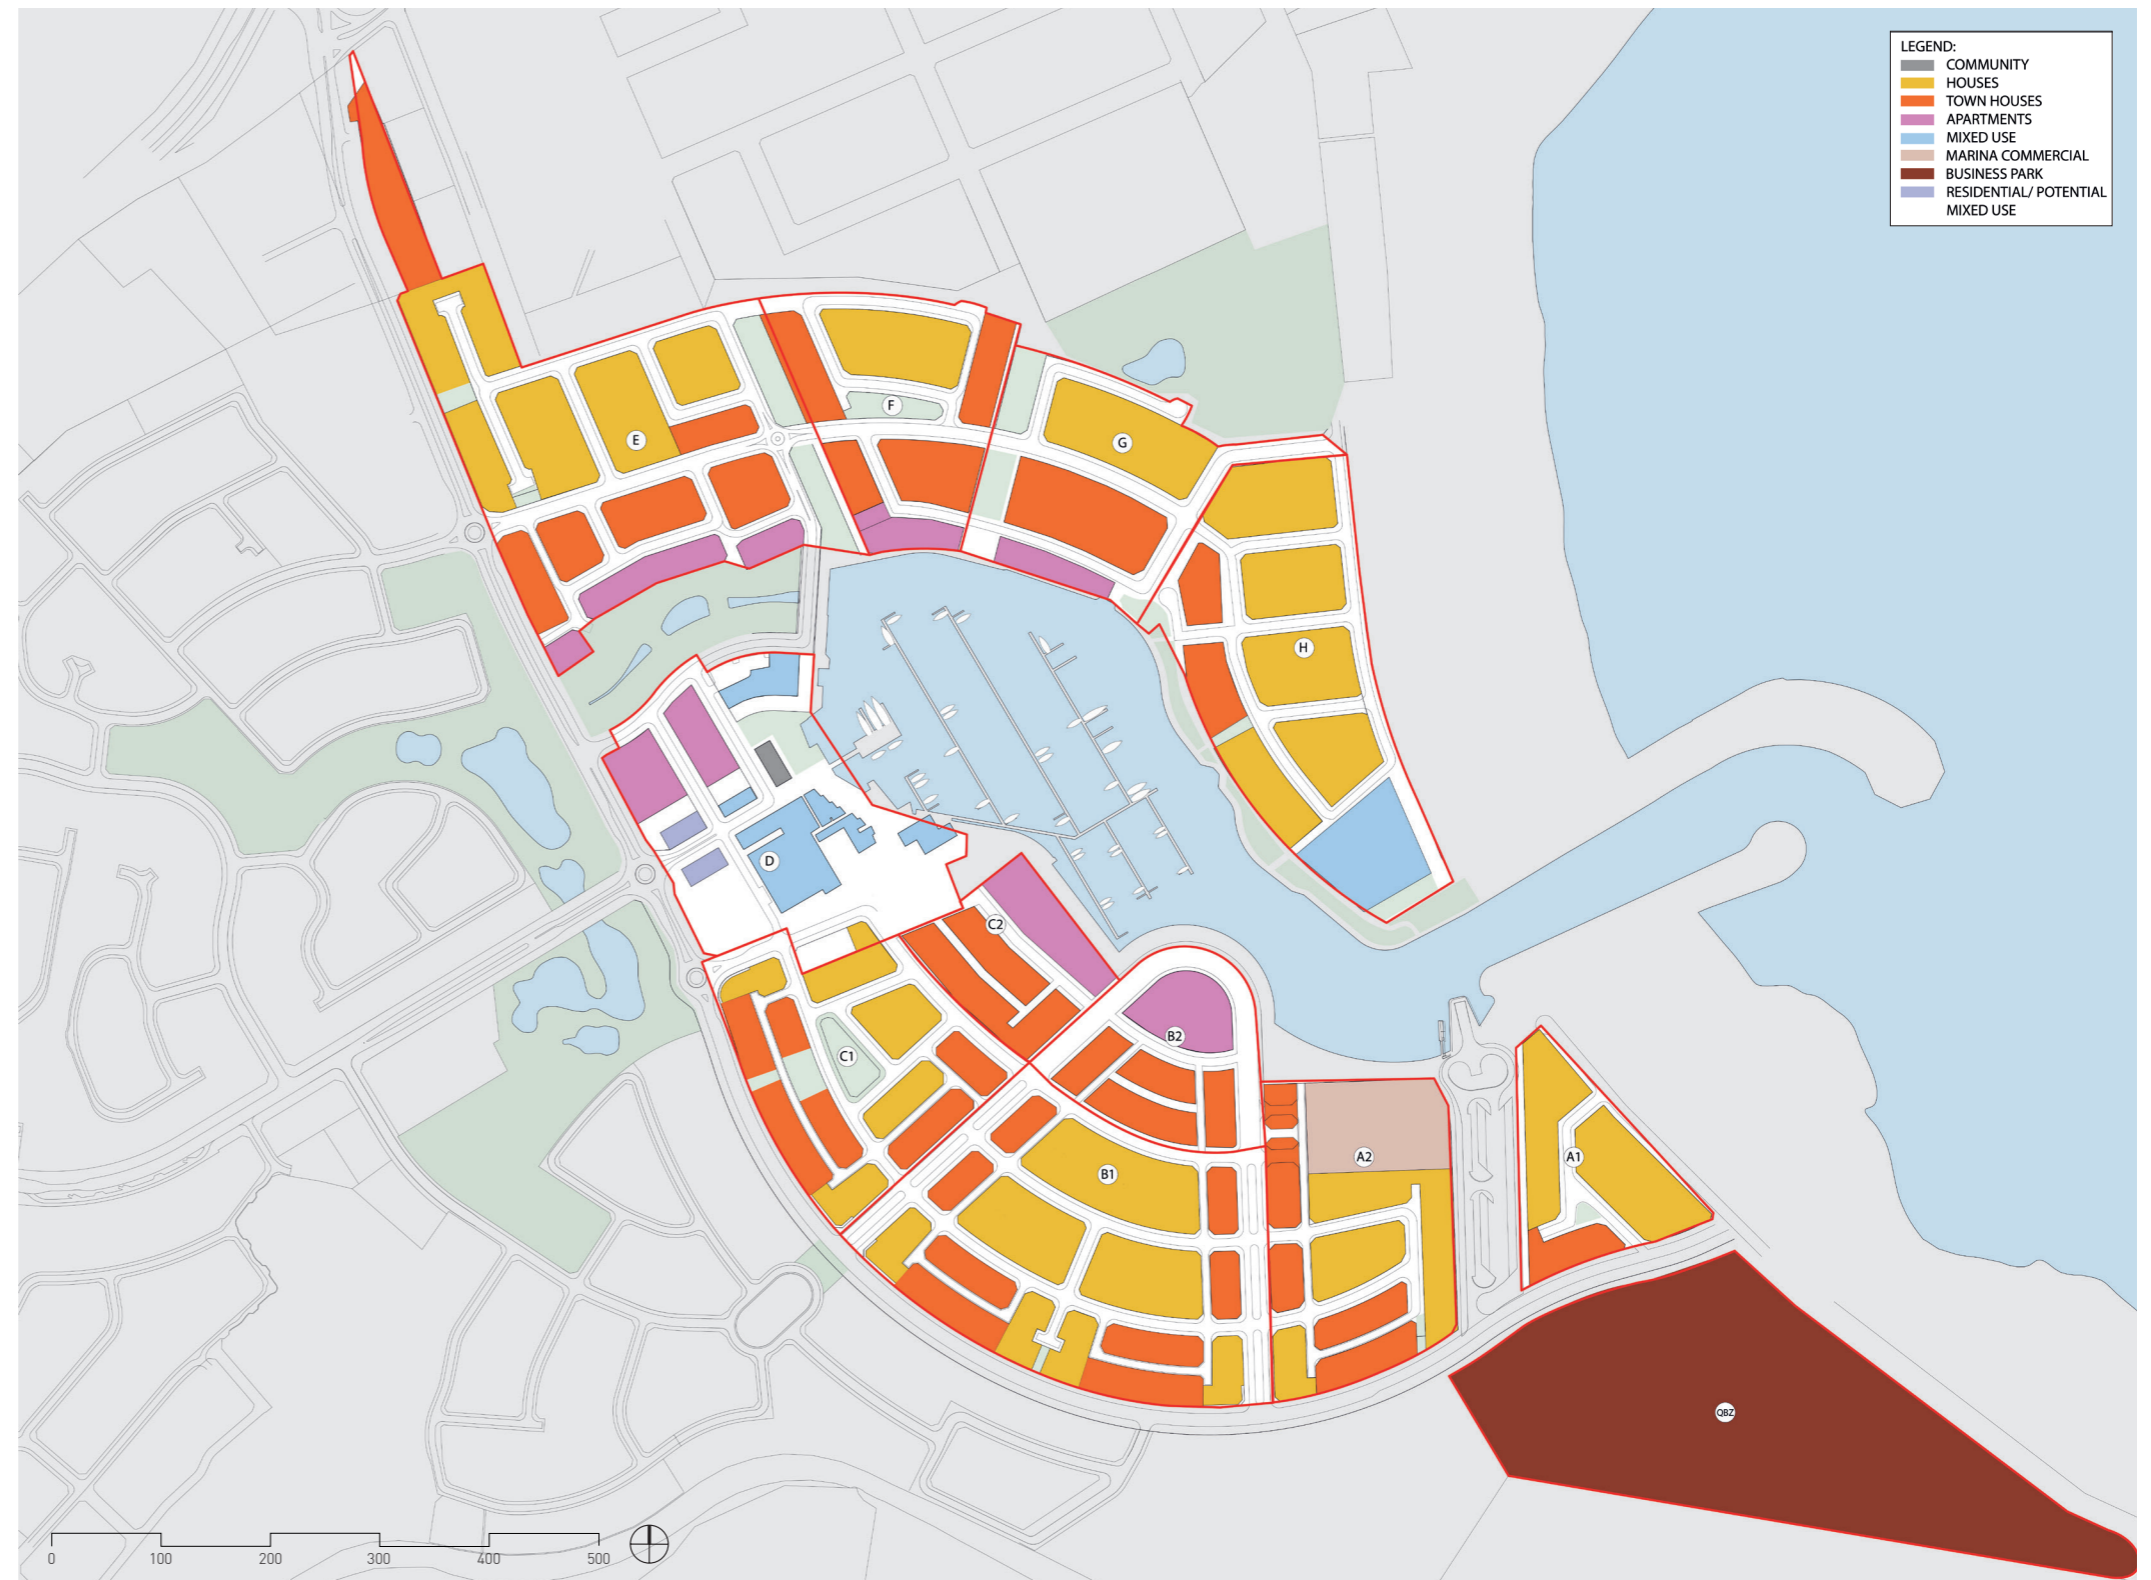 LEGEND:
COMMUNITY
HOUSES
TOWN HOUSES
APARTMENTS
MIXED USE
MARINA COMMERCIAL
BUSINESS PARK
RESIDENTIAL/ POTENTIAL
MIXED USE
F
E
G
H
D
C2
B2
C1
A2
A1
B1
QBZ
0 100 200 300 400 500